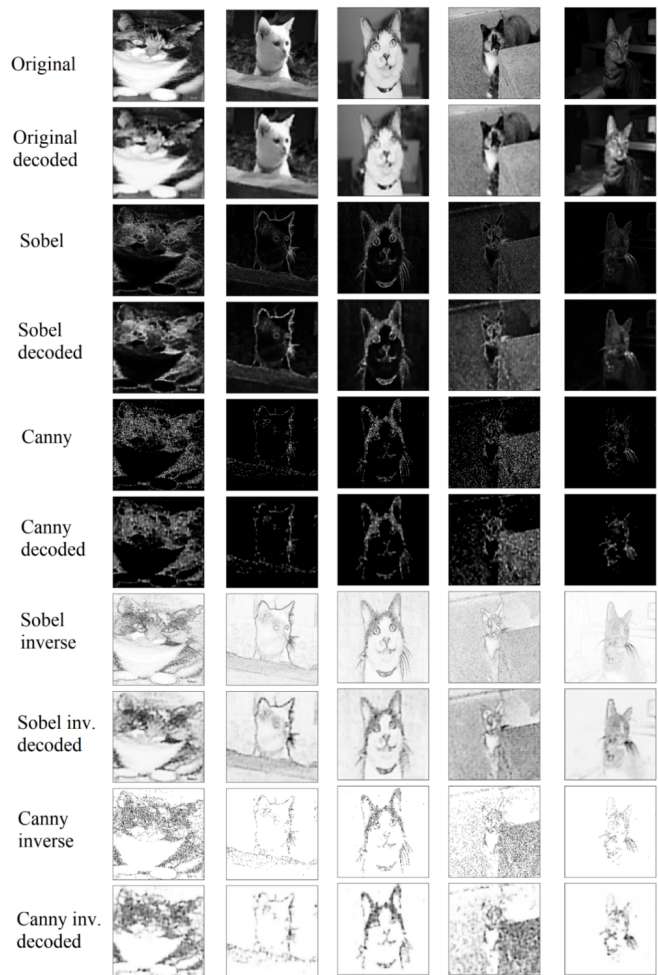 Original
Original
decoded
Sobel
Sobel
decoded
Canny
Canny
decoded
Sobel
inverse
Sobel inv.
decoded
Canny
inverse
Canny inv.
decoded